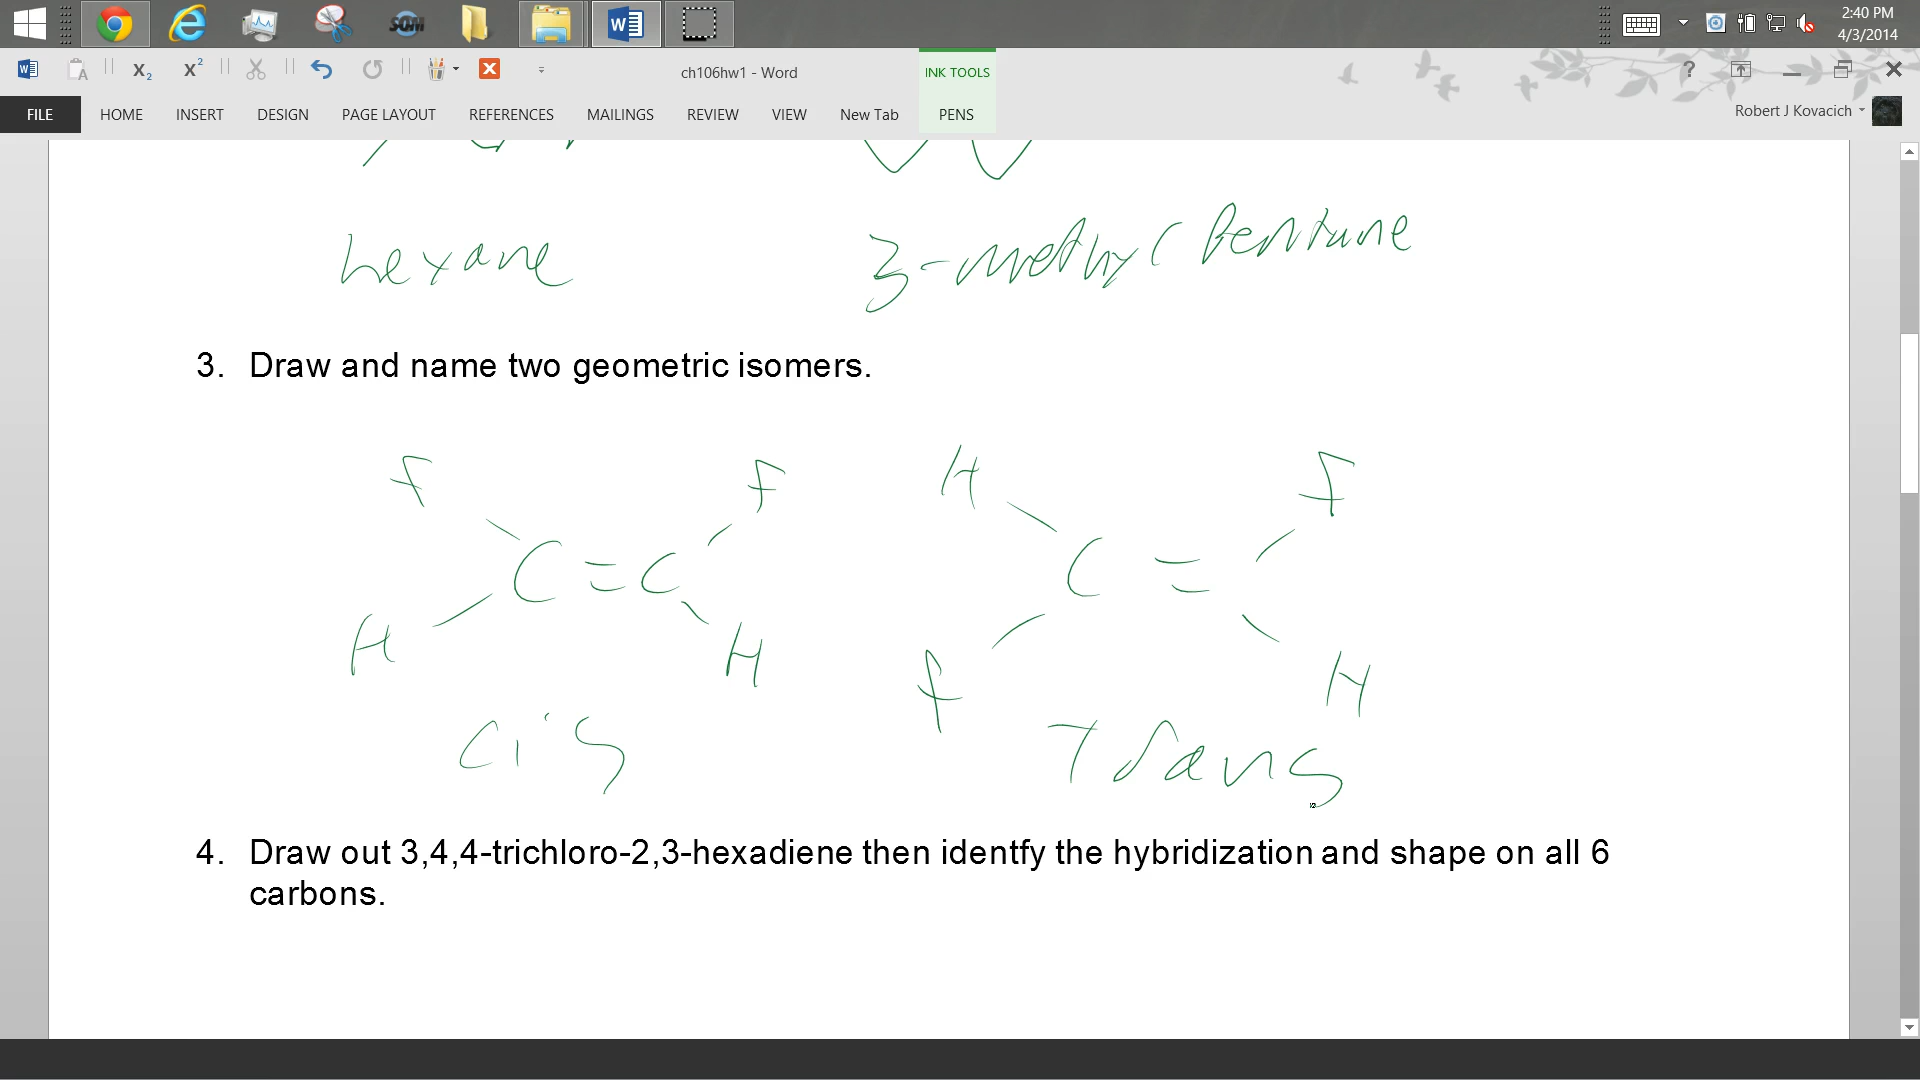 2:40 PM
4/3/2014
SOM
W
X₂ X²
ch106hw1 - Word
INK TOOLS
?
FILE HOME INSERT DESIGN PAGE LAYOUT REFERENCES MAILINGS REVIEW VIEW New Tab PENS
Robert J Kovacich
hexane 3-methyl Pentane
3. Draw and name two geometric isomers.
F F H F
C = C C =
H H F H
cis Trans
4. Draw out 3,4,4-trichloro-2,3-hexadiene then identfy the hybridization and shape on all 6
carbons.